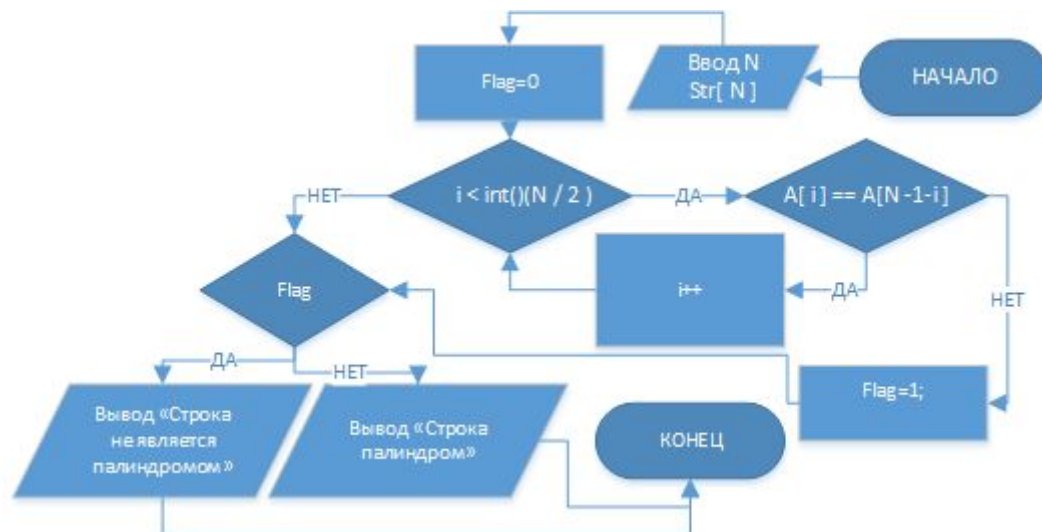 НАЧАЛО
Ввод N
Str[ N ]
Flag=0
i < int()(N / 2 )
ДА
A[ i] == A[N -1-i]
НЕТ
ДА
i++
НЕТ
Flag=1;
Flag
ДА
НЕТ
Вывод «Строка
не является
палиндромом»
Вывод «Строка
палиндром»
КОНЕЦ